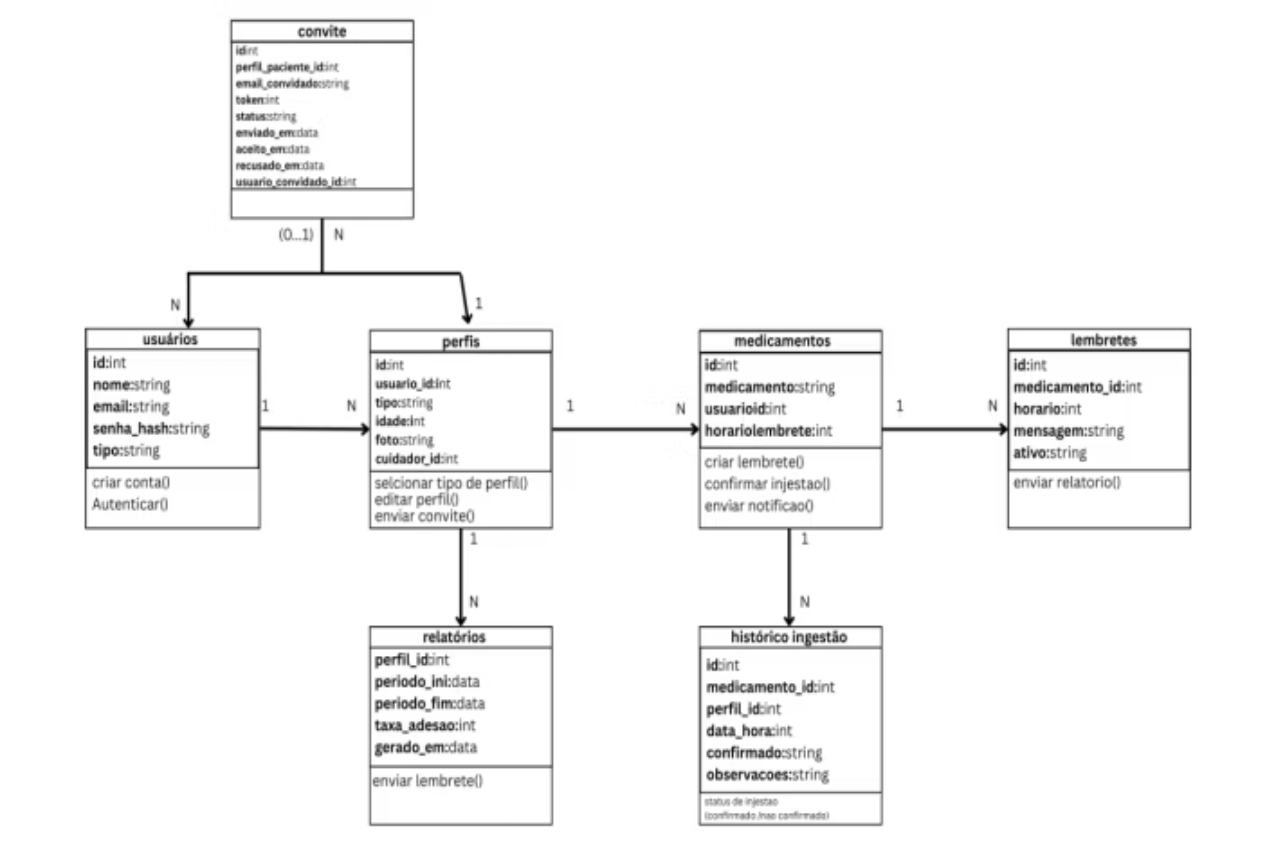 convite
id:int
perfil_paciente_id:int
email_convidado:string
token:int
status:string
enviado_em:data
aceito_em:data
recusado_em:data
usuario_convidado_id:int
(0...1) N
N
1
usuários
id:int
nome:string
email:string
senha_hash:string
tipo:string
criar conta()
Autenticar()
1 N
perfis
id:int
usuario_id:int
tipo:string
idade:int
foto:string
cuidador_id:int
selcionar tipo de perfil()
editar perfil()
enviar convite()
1 N
medicamentos
id:int
medicamento:string
usuarioid:int
horariolembrete:int
criar lembrete()
confirmar injestao()
enviar notificao()
1 N
lembretes
id:int
medicamento_id:int
horario:int
mensagem:string
ativo:string
enviar relatorio()
1
N
relatórios
perfil_id:int
periodo_ini:data
periodo_fim:data
taxa_adesao:int
gerado_em:data
enviar lembrete()
1
N
histórico ingestão
id:int
medicamento_id:int
perfil_id:int
data_hora:int
confirmado:string
observacoes:string
status de injestao
(confirmado /nao confirmado)